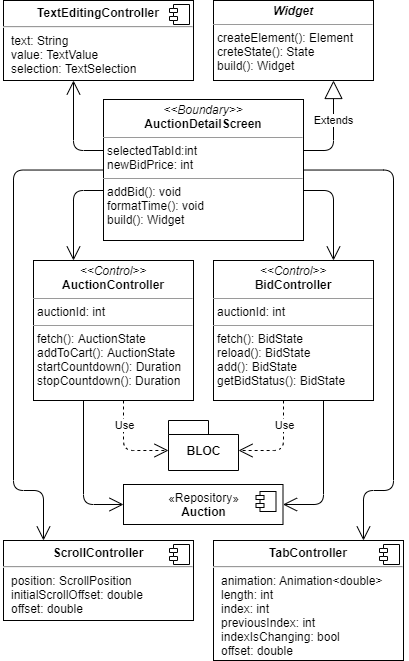 TextEditingController
text: String
value: TextValue
selection: TextSelection
Widget
createElement(): Element
creteState(): State
build(): Widget
Extends
<<Boundary>>
AuctionDetailScreen
selectedTabId:int
newBidPrice: int
addBid(): void
formatTime(): void
build(): Widget
<<Control>>
AuctionController
auctionId: int
fetch(): AuctionState
addToCart(): AuctionState
startCountdown(): Duration
stopCountdown(): Duration
<<Control>>
BidController
auctionId: int
fetch(): BidState
reload(): BidState
add(): BidState
getBidStatus(): BidState
Use
Use
BLOC
«Repository»
Auction
ScrollController
position: ScrollPosition
initialScrollOffset: double
offset: double
TabController
animation: Animation<double>
length: int
index: int
previousIndex: int
indexIsChanging: bool
offset: double